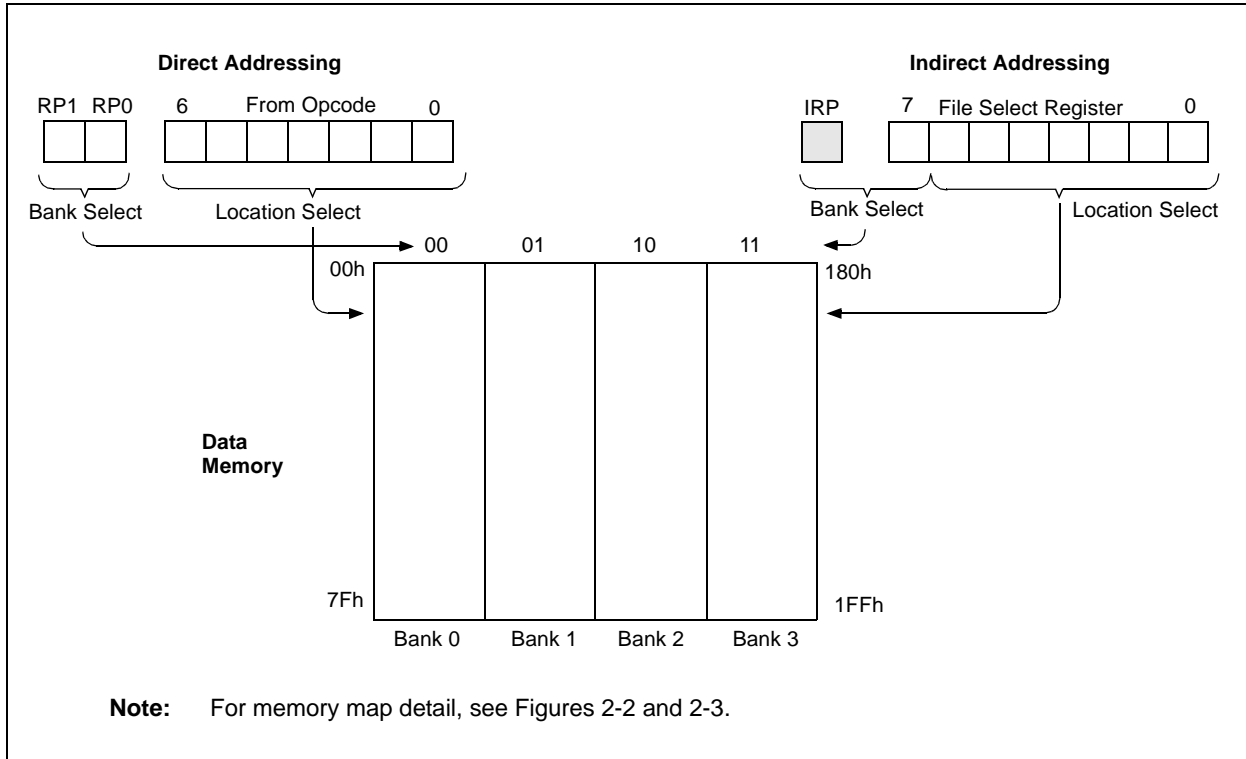 Direct Addressing
Indirect Addressing
RP1 RP0 6 From Opcode 0
IRP 7 File Select Register 0
Bank Select Location Select
Bank Select Location Select
00 01 10 11
00h 180h
Data
Memory
7Fh 1FFh
Bank 0 Bank 1 Bank 2 Bank 3
Note: For memory map detail, see Figures 2-2 and 2-3.